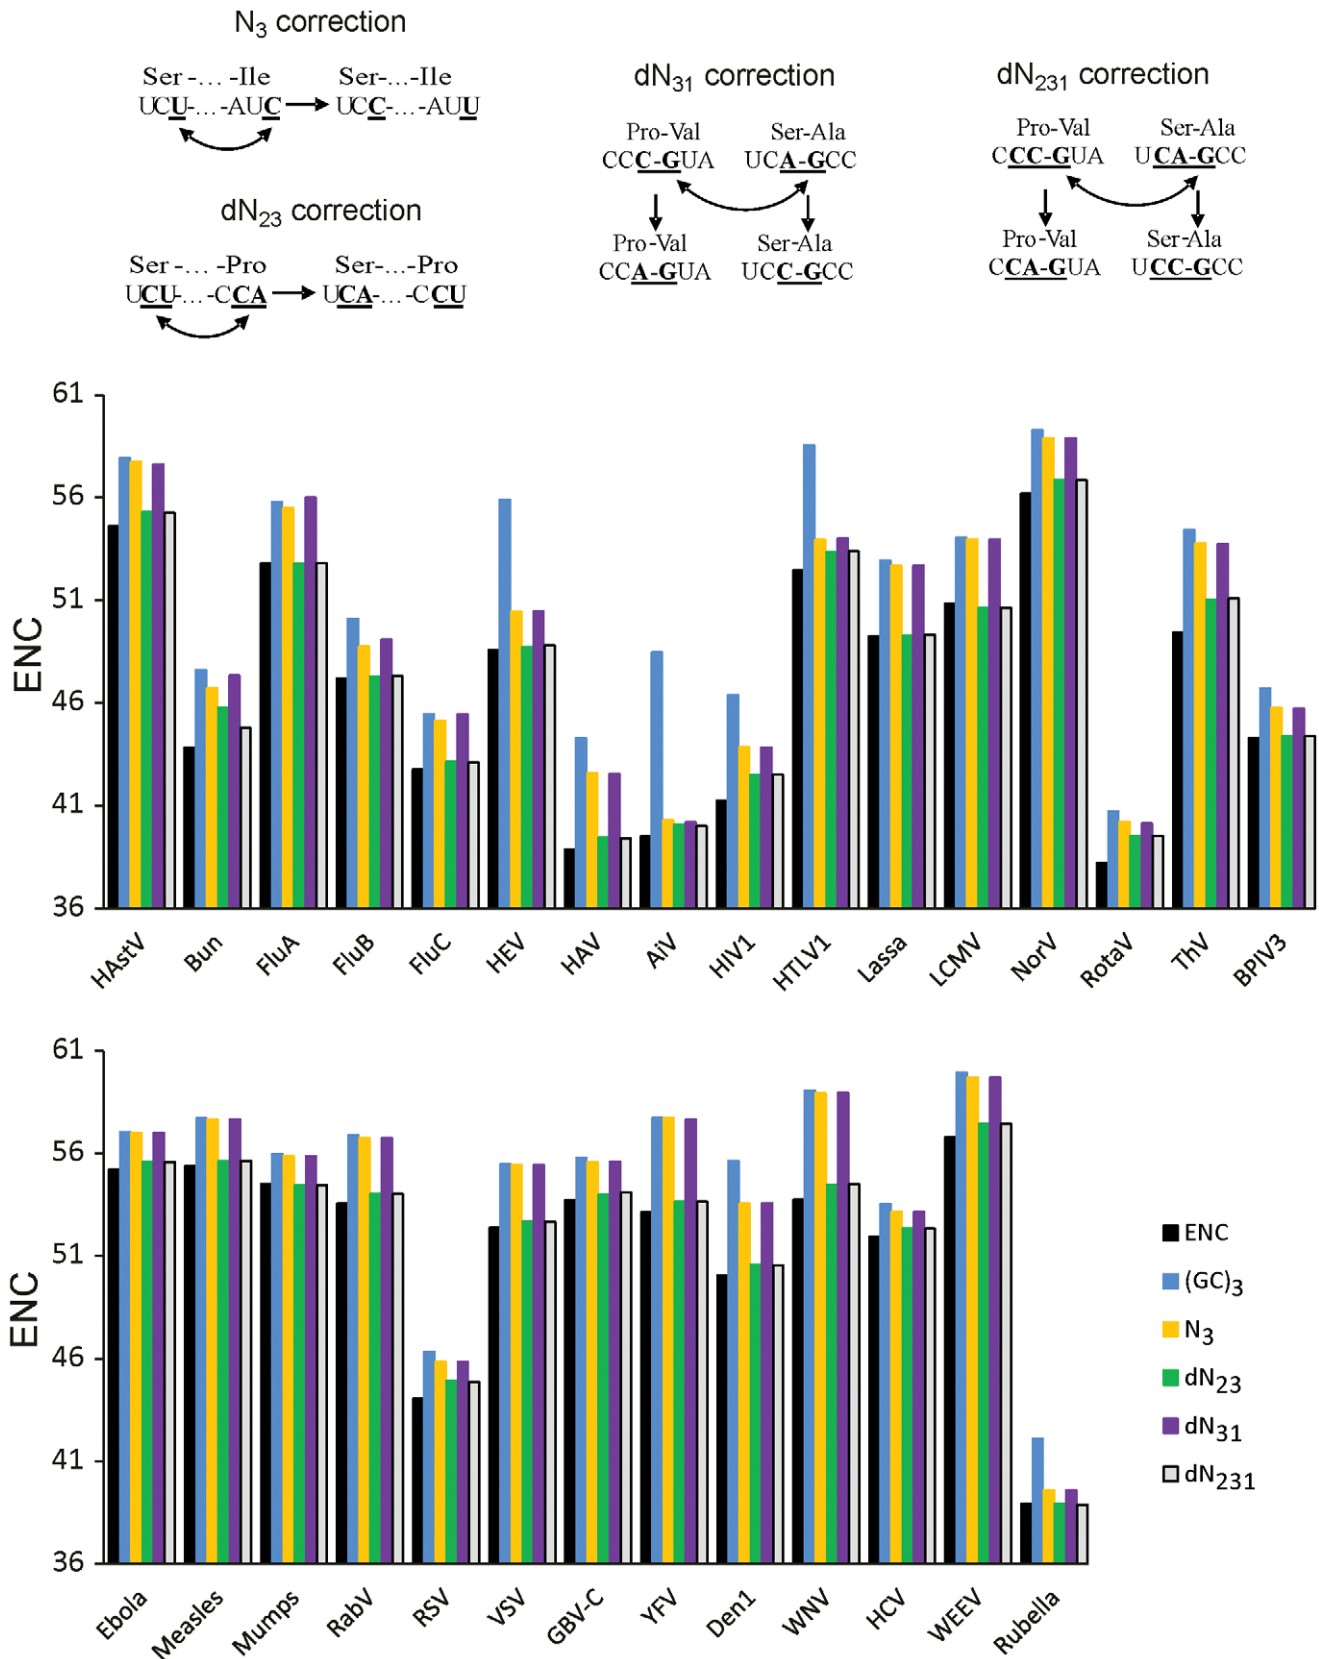 N3 correction
Ser -... -Ile Ser-...-Ile
UCU-...-AUC UCC-...-AUU
dN23 correction
Ser -... -Pro Ser-...-Pro
UCU-...-CCA UCA-...-CCU
dN31 correction
Pro-Val Ser-Ala
CCC-GUA UCA-GCC
Pro-Val Ser-Ala
CCA-GUA UCC-GCC
dN231 correction
Pro-Val Ser-Ala
CCC-GUA UCA-GCC
Pro-Val Ser-Ala
CCA-GUA UCC-GCC
61
56
51
46
41
36
ENC
HAstV Bun FluA FluB FluC HEV HAV AiV HIV1 HTLV1 Lassa LCMV NorV RotaV ThV BPIV3
61
56
51
46
41
36
ENC
Ebola Measles Mumps RabV RSV VSV GBV-C YFV Den1 WNV HCV WEEV Rubella
ENC
(GC)3
N3
dN23
dN31
dN231